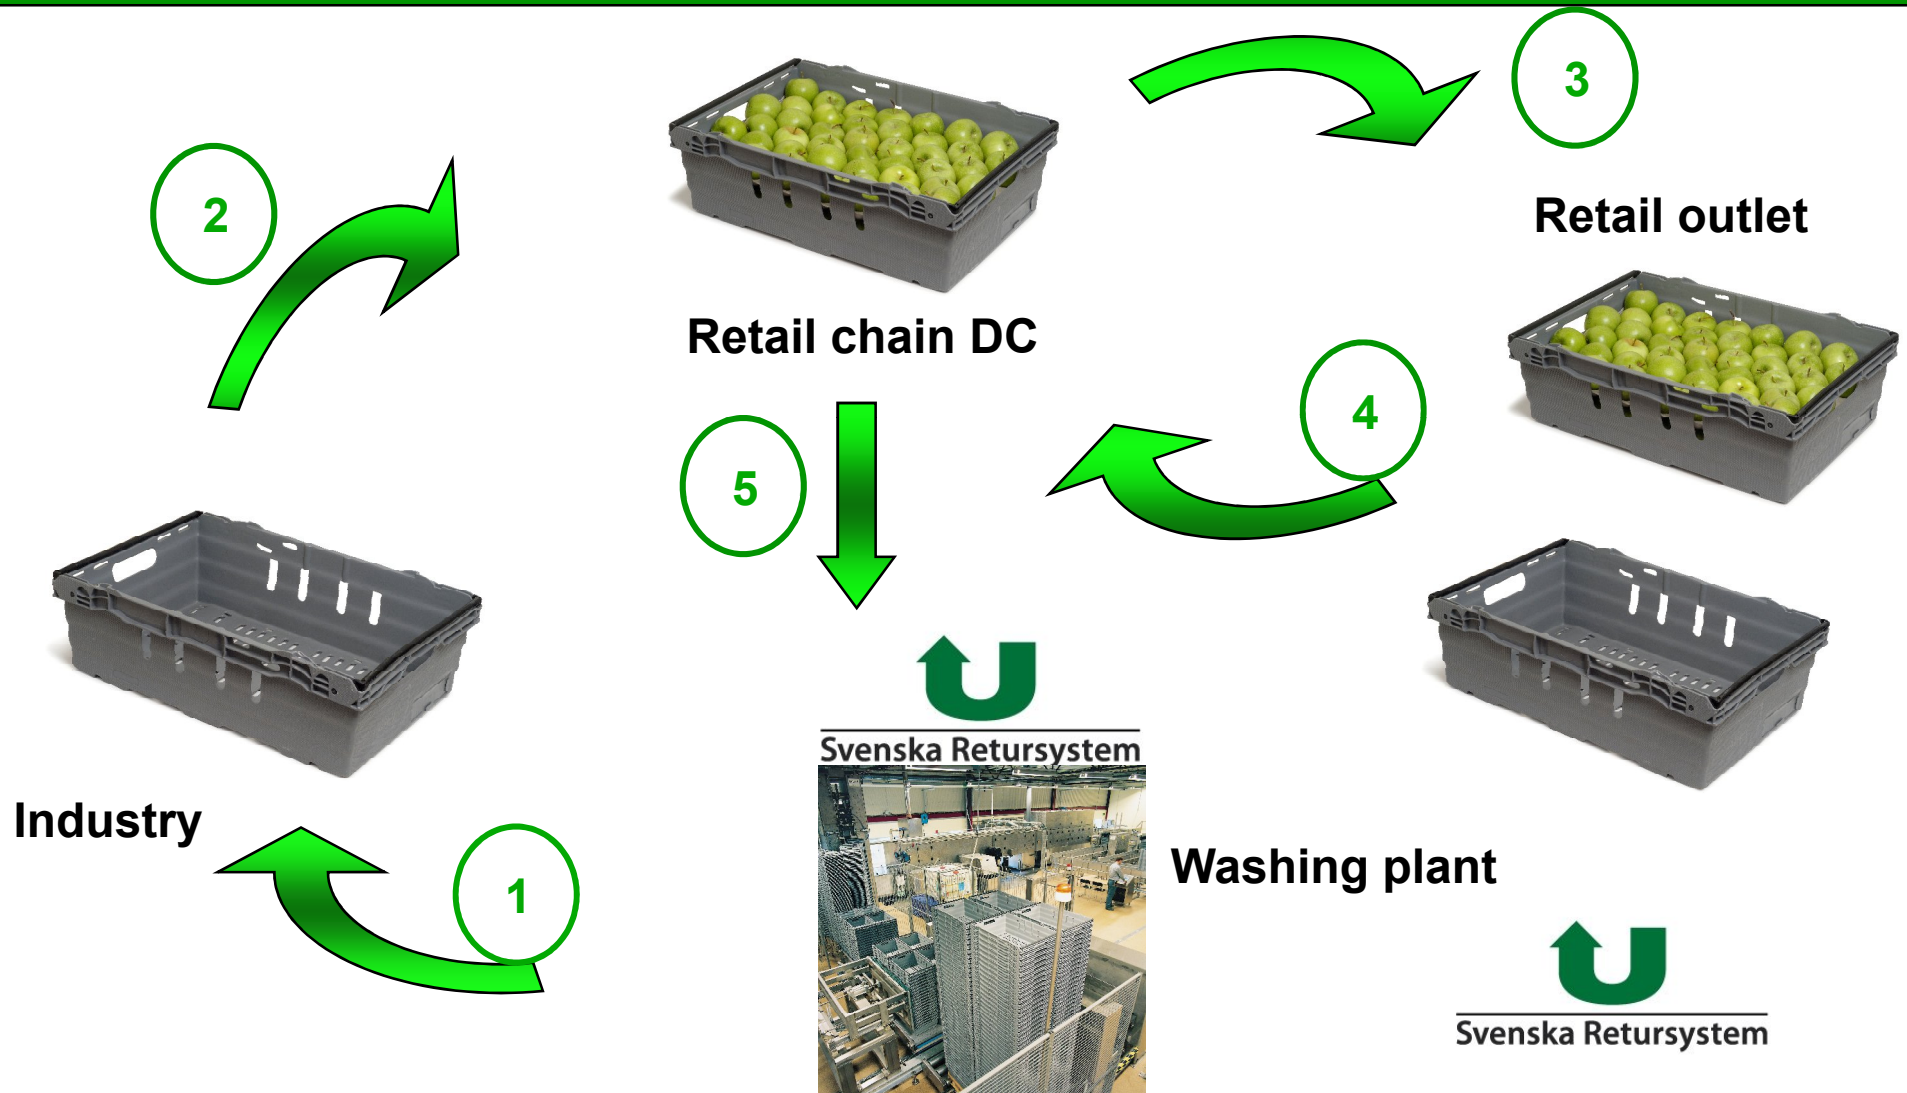 3
2
Retail outlet
Retail chain DC
4
5
Svenska Retursystem
Industry
Washing plant
1
Svenska Retursystem